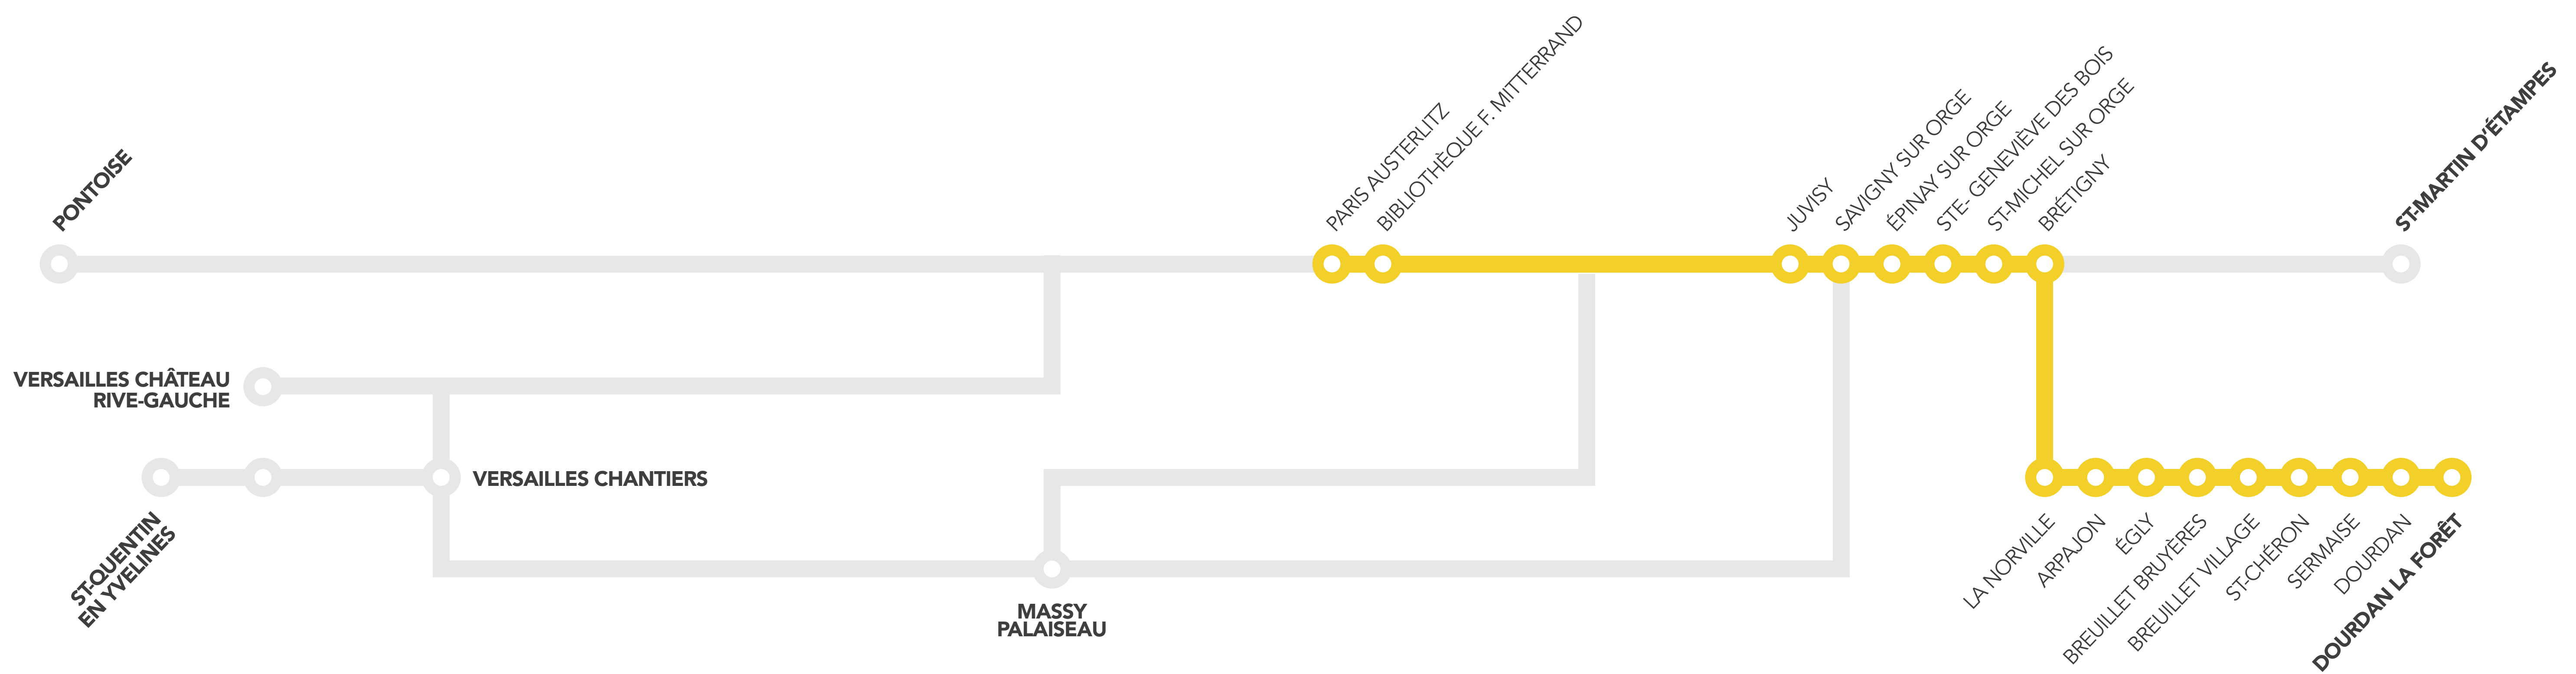 PONTOISE
PARIS AUSTERLITZ
BIBLIOTHÈQUE F. MITTERRAND
JUVISY
SAVIGNY SUR ORGE
ÉPINAY SUR ORGE
STE- GENEVIÈVE DES BOIS
ST-MICHEL SUR ORGE
BRÉTIGNY
ST-MARTIN D’ÉTAMPES
VERSAILLES CHÂTEAU
RIVE-GAUCHE
VERSAILLES CHANTIERS
ST-QUENTIN
EN YVELINES
MASSY
PALAISEAU
LA NORVILLE
ARPAJON
ÉGLY
BREUILLET BRUYÈRES
BREUILLET VILLAGE
ST-CHÉRON
SERMAISE
DOURDAN
DOURDAN LA FORÊT